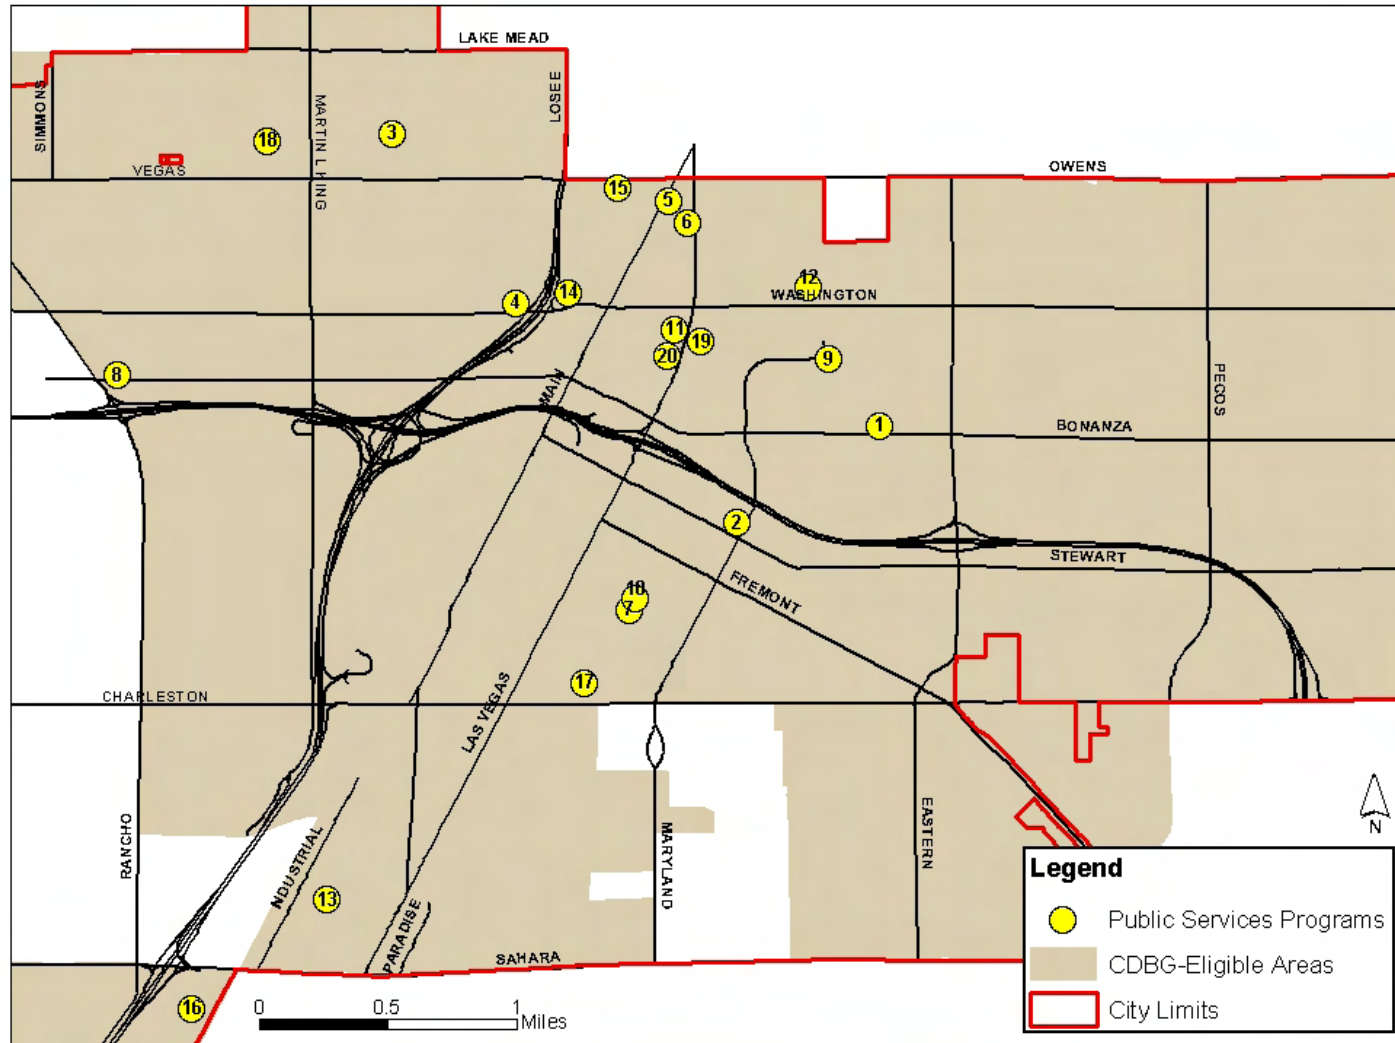 LAKE MEAD
SIMMONS
MARTIN L KING
LOSEE
18
3
VEGAS
OWENS
15
5
6
12
WASHINGTON
4
14
11
19
20
9
8
MAIN
PECOS
1
BONANZA
2
STEWART
FREMONT
10
7
17
CHARLESTON
LAS VEGAS
RANCHO
INDUSTRIAL
MARYLAND
EASTERN
13
PARADISE
SAHARA
16
0
0.5
1
Miles
N
Legend
Public Services Programs
CDBG-Eligible Areas
City Limits